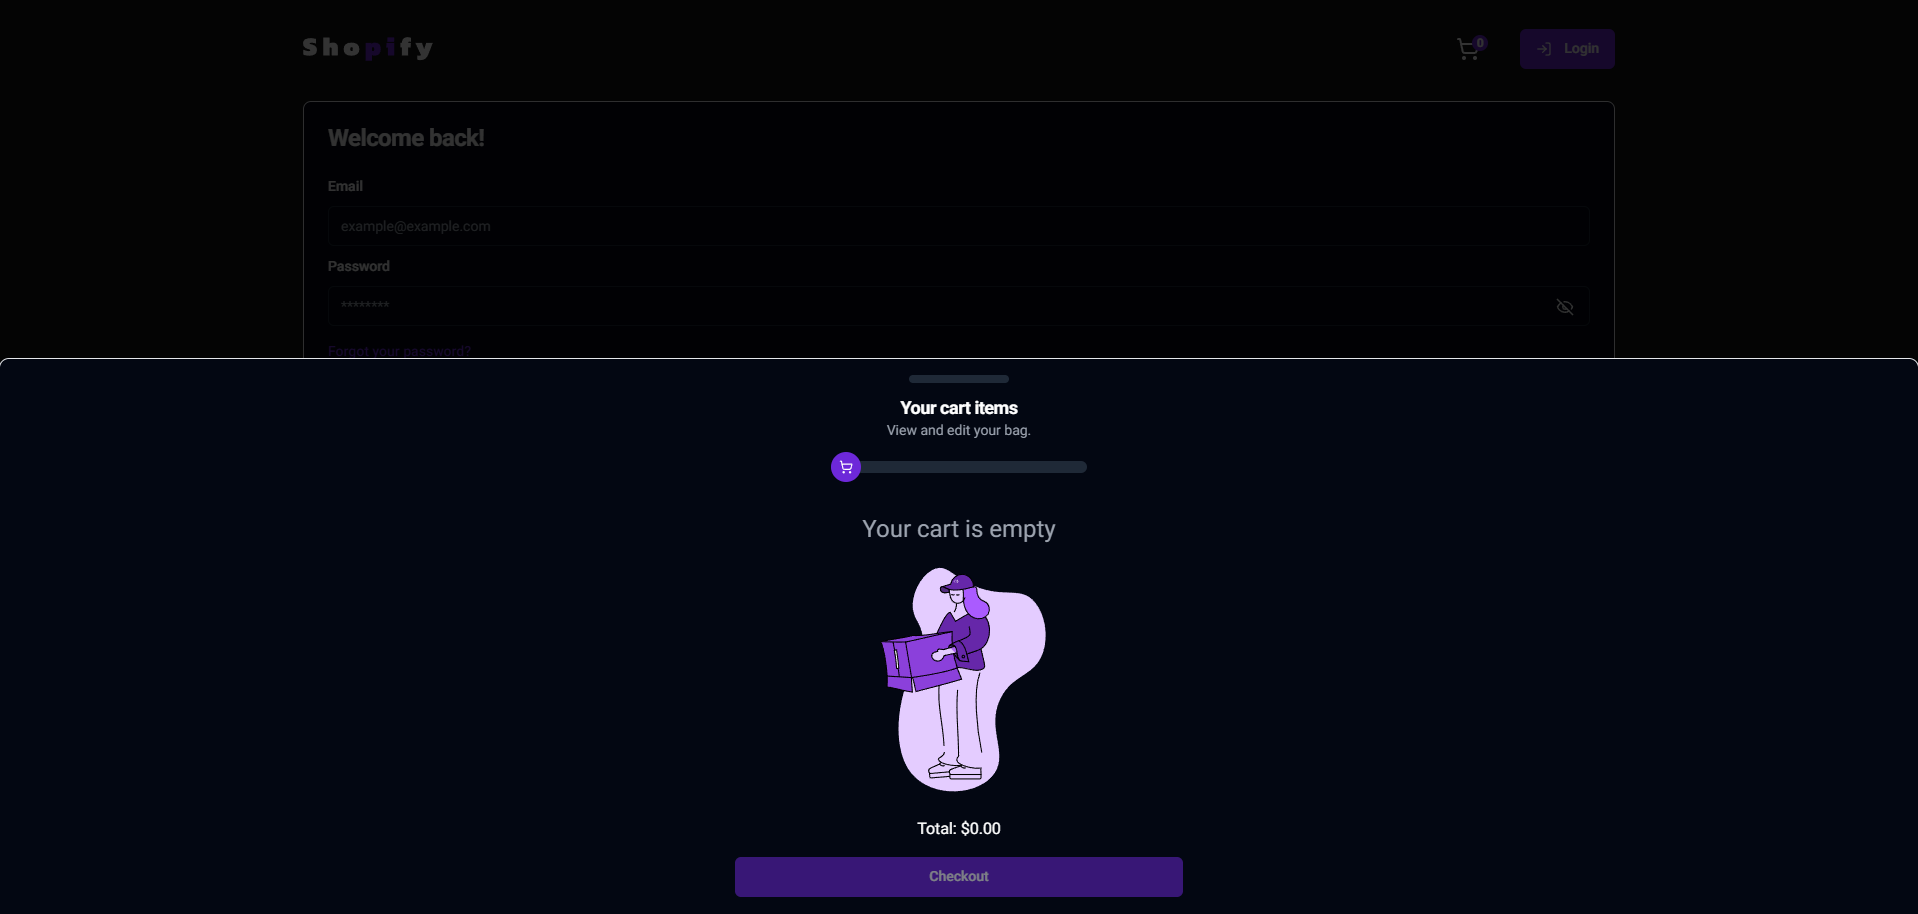 Shopify
0
Login
Welcome back!
Email
example@example.com
Password
********
Forgot your password?
Your cart items
View and edit your bag.
Your cart is empty
Total: $0.00
Checkout